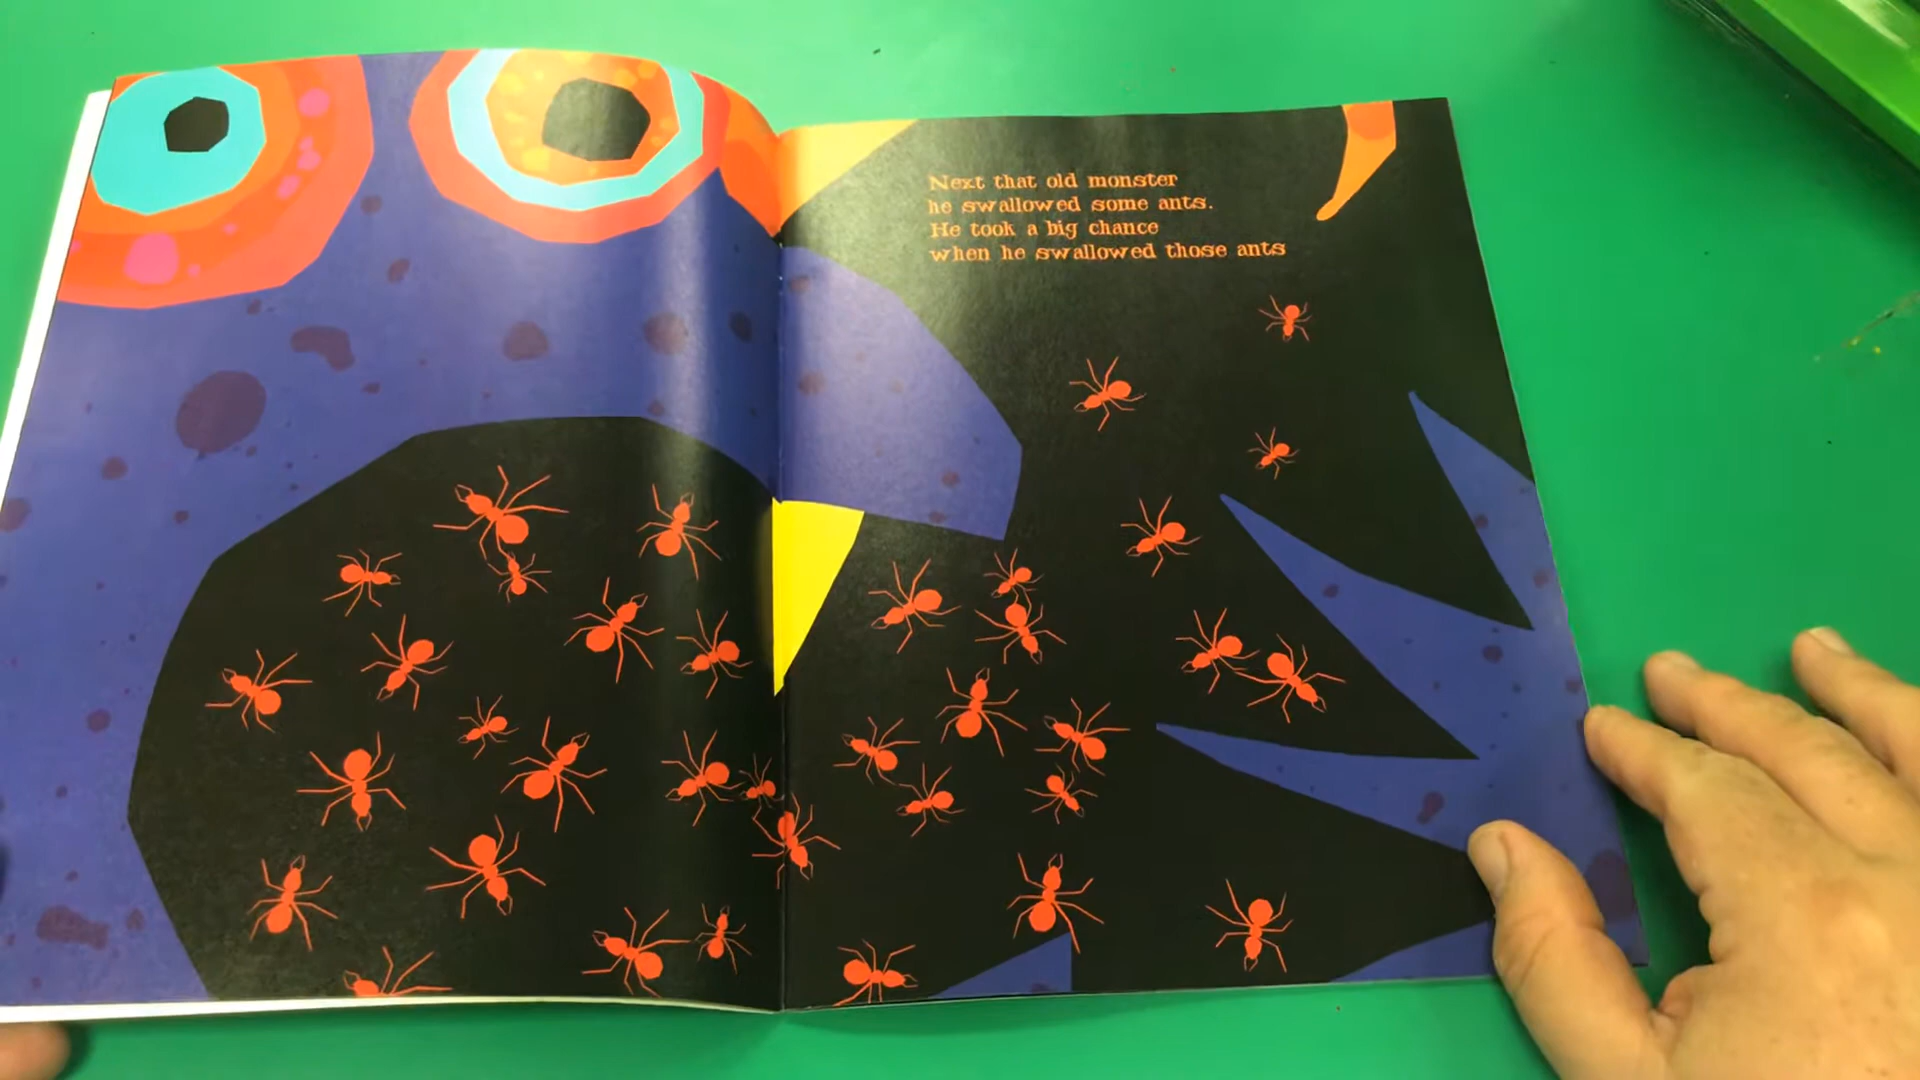 Next that old monster
he swallowed some ants.
He took a big chance
when he swallowed those ants